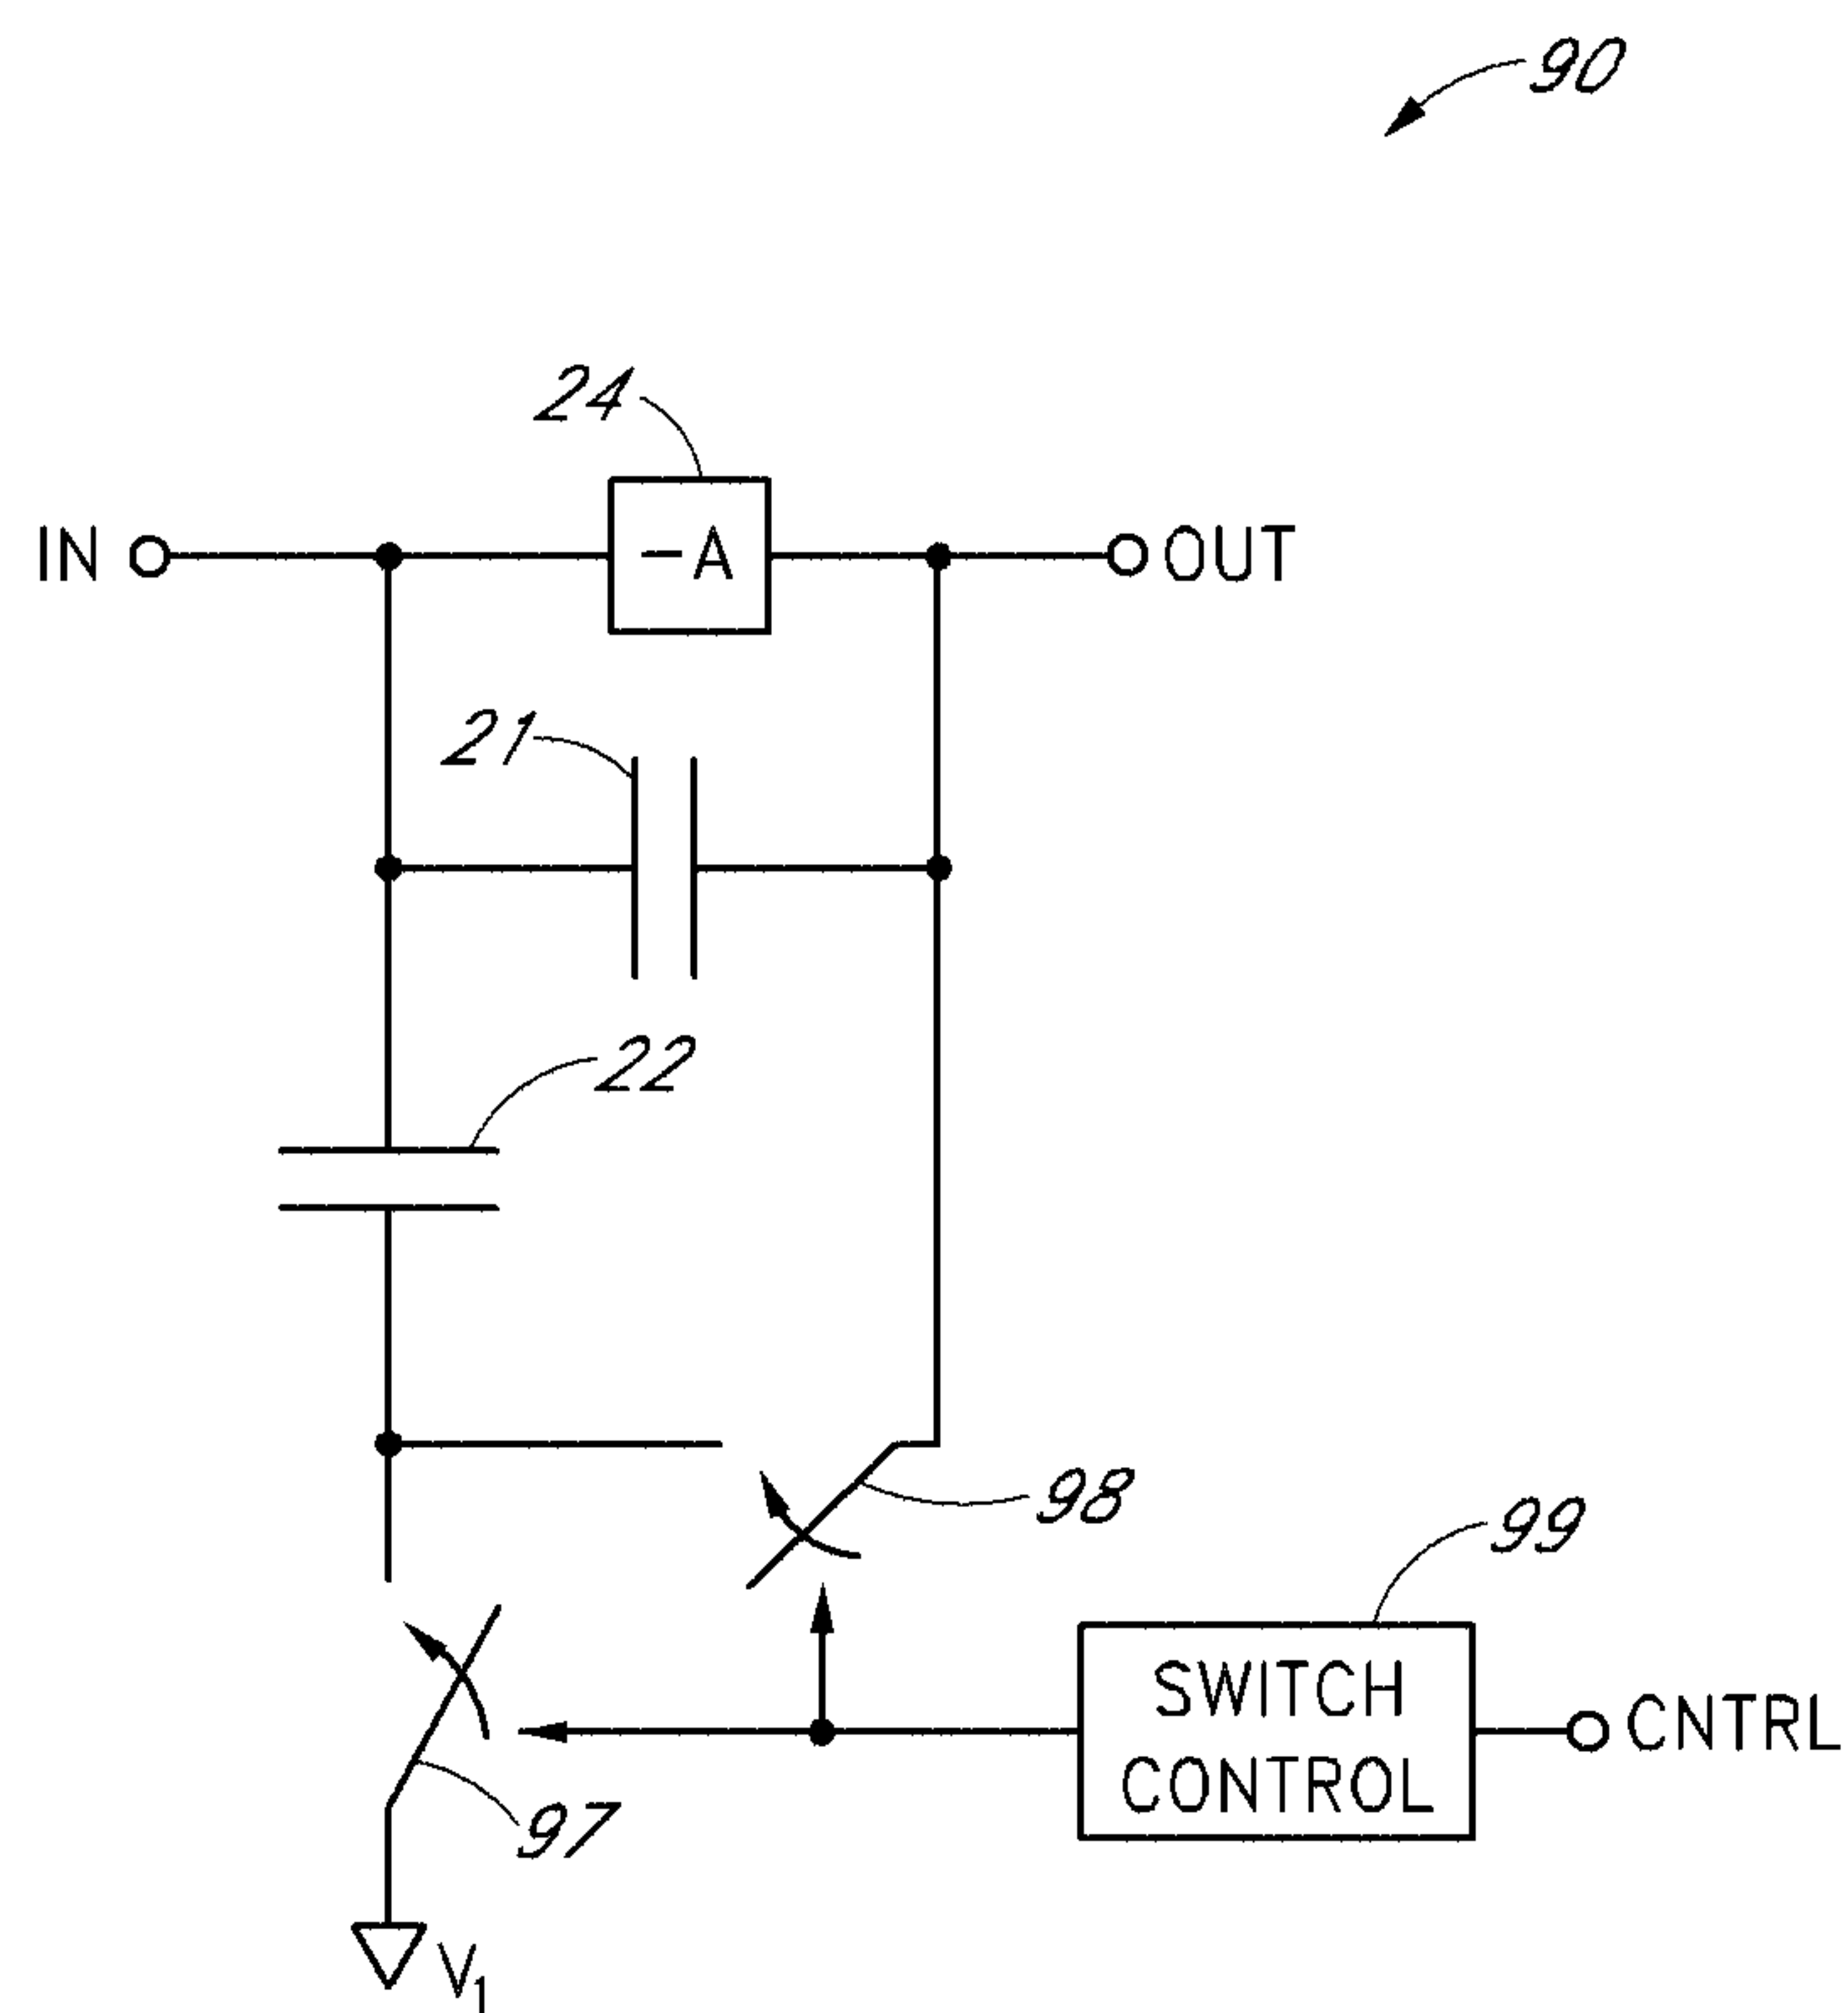 90
24
IN
-A
OUT
21
22
98
99
SWITCH
CONTROL
CNTRL
97
V1